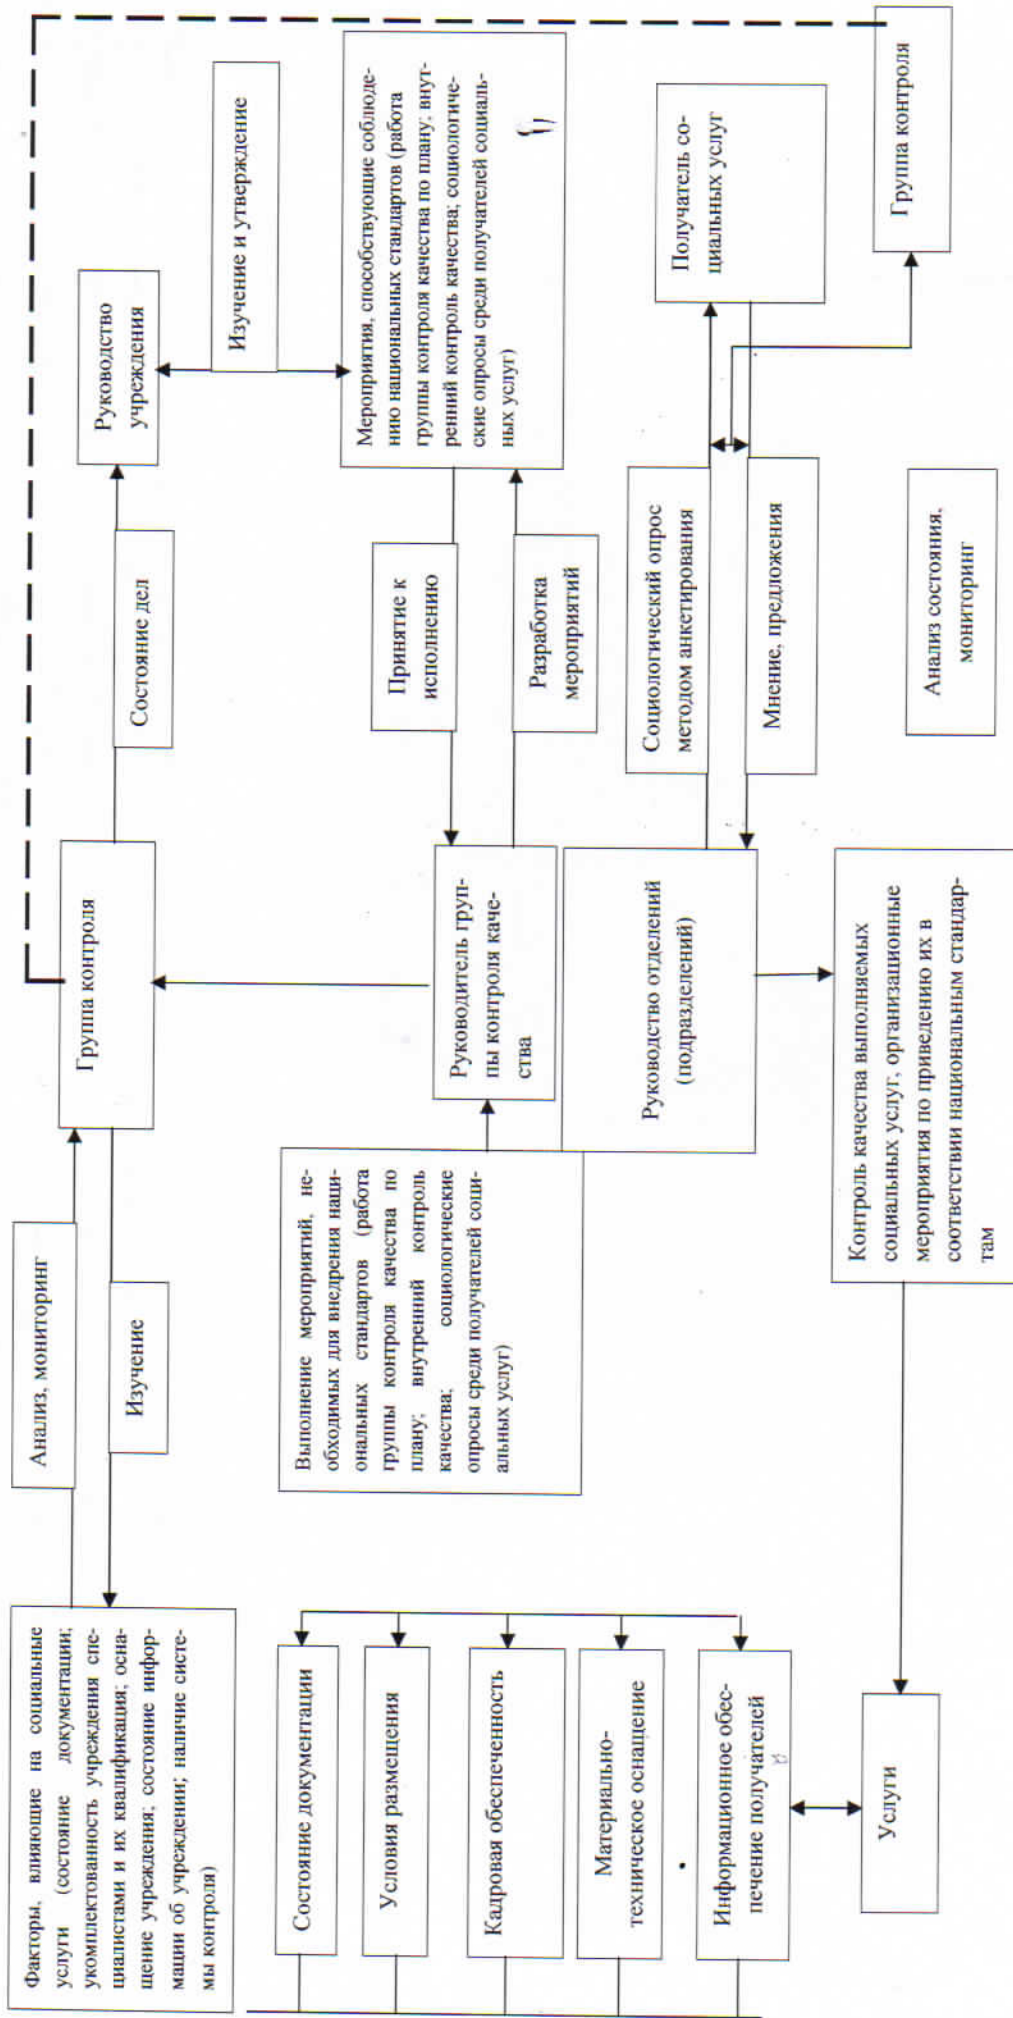 Факторы, влияющие на социальные
услуги (состояние документации;
укомплектованность учреждения спе-
циалистами и их квалификация; осна-
щение учреждения; состояние инфор-
мации об учреждении; наличие систе-
мы контроля)
Анализ, мониторинг
Изучение
Группа контроля
Состояние дел
Руководство
учреждения
Изучение и утверждение
Состояние документации
Условия размещения
Кадровая обеспеченность
Материально-
техническое оснащение
Информационное обес-
печение получателей
Услуги
Выполнение мероприятий, не-
обходимых для внедрения наци-
ональных стандартов (работа
группы контроля качества по
плану; внутренний контроль
качества; социологические
опросы среди получателей соци-
альных услуг)
Руководитель груп-
пы контроля каче-
ства
Принятие к
исполнению
Разработка
мероприятий
Мероприятия, способствующие соблюде-
нию национальных стандартов (работа
группы контроля качества по плану; внут-
ренний контроль качества; социологиче-
ские опросы среди получателей социаль-
ных услуг)
Руководство отделений
(подразделений)
Социологический опрос
методом анкетирования
Мнение, предложения
Получатель со-
циальных услуг
Контроль качества выполняемых
социальных услуг, организационные
мероприятия по приведению их в
соответствии национальным стандар-
там
Анализ состояния,
мониторинг
Группа контроля